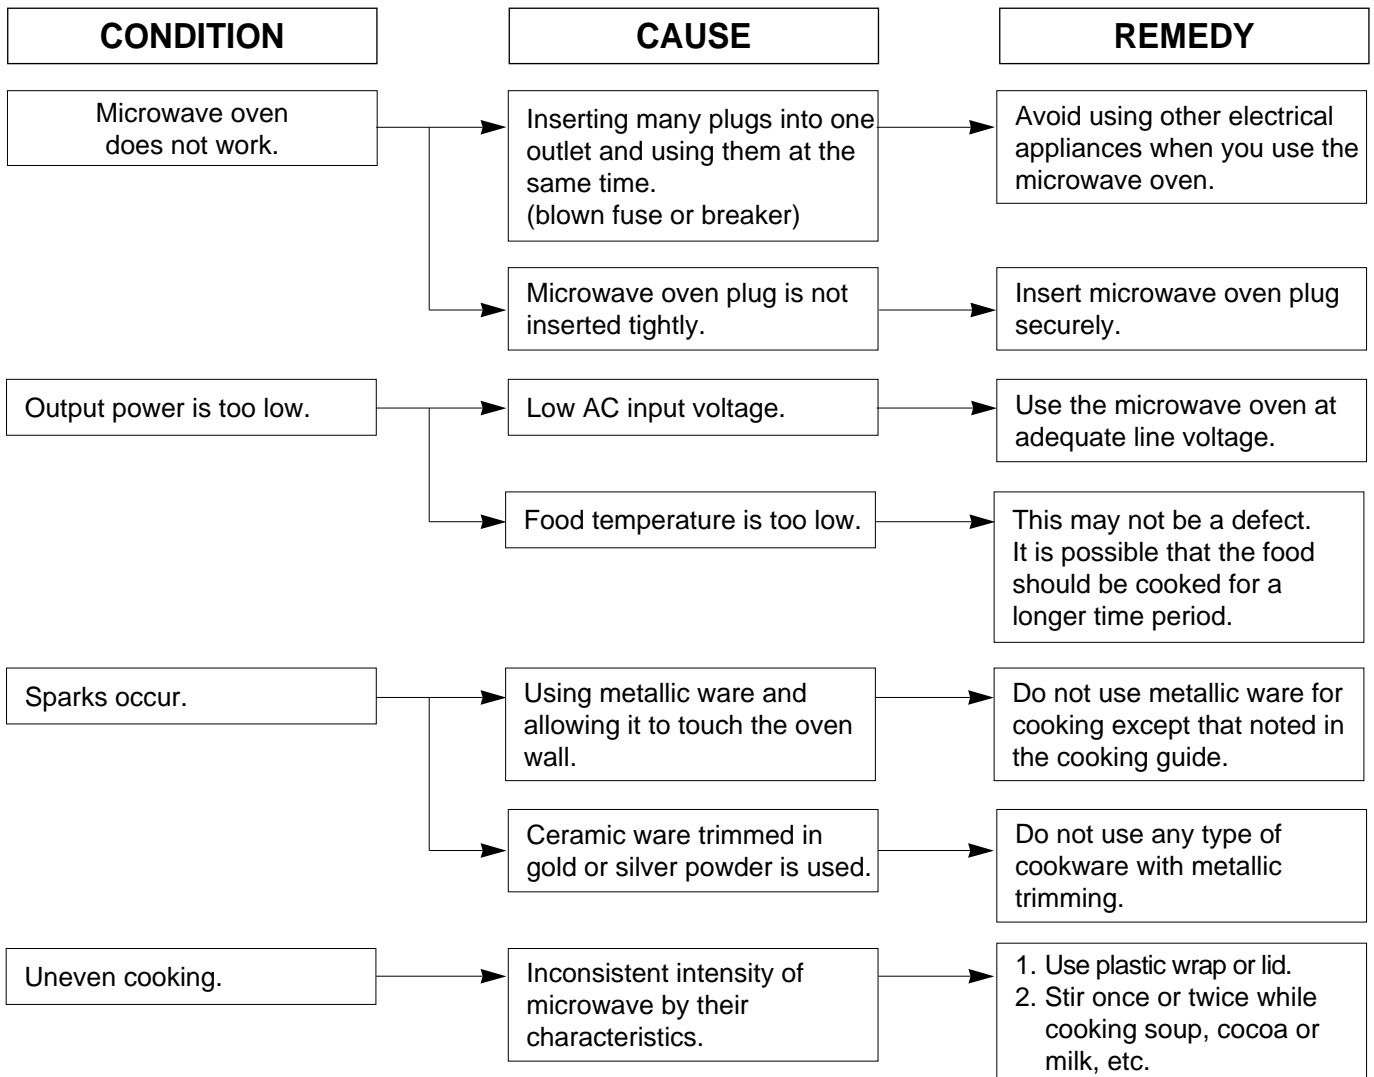 CONDITION
CAUSE
REMEDY
Microwave oven
does not work.
Inserting many plugs into one
outlet and using them at the
same time.
(blown fuse or breaker)
Avoid using other electrical
appliances when you use the
microwave oven.
Microwave oven plug is not
inserted tightly.
Insert microwave oven plug
securely.
Output power is too low.
Low AC input voltage.
Use the microwave oven at
adequate line voltage.
Food temperature is too low.
This may not be a defect.
It is possible that the food
should be cooked for a
longer time period.
Sparks occur.
Using metallic ware and
allowing it to touch the oven
wall.
Do not use metallic ware for
cooking except that noted in
the cooking guide.
Ceramic ware trimmed in
gold or silver powder is used.
Do not use any type of
cookware with metallic
trimming.
Uneven cooking.
Inconsistent intensity of
microwave by their
characteristics.
1. Use plastic wrap or lid.
2. Stir once or twice while
cooking soup, cocoa or
milk, etc.